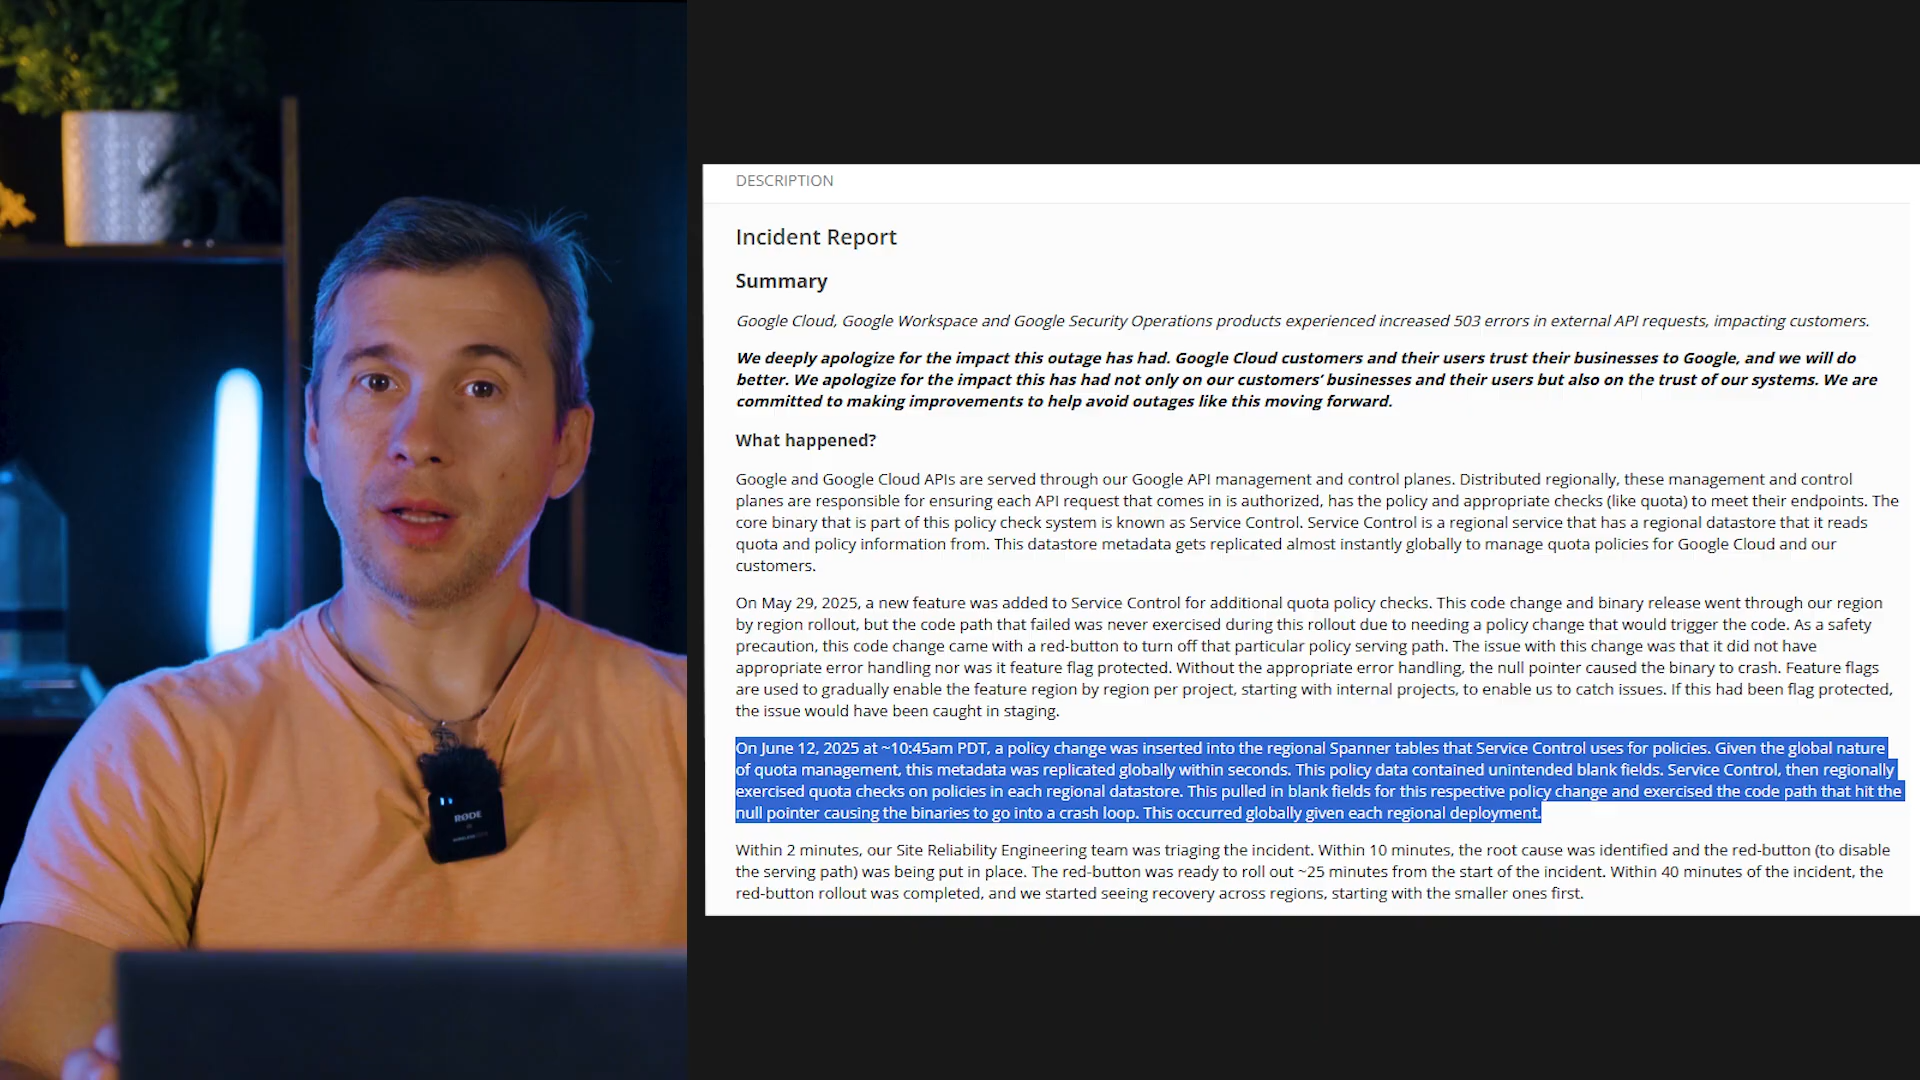 DESCRIPTION
Incident Report
Summary
Google Cloud, Google Workspace and Google Security Operations products experienced increased 503 errors in external API requests, impacting customers.
We deeply apologize for the impact this outage has had. Google Cloud customers and their users trust their businesses to Google, and we will do
better. We apologize for the impact this has had not only on our customers’ businesses and their users but also on the trust of our systems. We are
committed to making improvements to help avoid outages like this moving forward.
What happened?
Google and Google Cloud APIs are served through our Google API management and control planes. Distributed regionally, these management and control
planes are responsible for ensuring each API request that comes in is authorized, has the policy and appropriate checks (like quota) to meet their endpoints. The
core binary that is part of this policy check system is known as Service Control. Service Control is a regional service that has a regional datastore that it reads
quota and policy information from. This datastore metadata gets replicated almost instantly globally to manage quota policies for Google Cloud and our
customers.
On May 29, 2025, a new feature was added to Service Control for additional quota policy checks. This code change and binary release went through our region
by region rollout, but the code path that failed was never exercised during this rollout due to needing a policy change that would trigger the code. As a safety
precaution, this code change came with a red-button to turn off that particular policy serving path. The issue with this change was that it did not have
appropriate error handling nor was it feature flag protected. Without the appropriate error handling, the null pointer caused the binary to crash. Feature flags
are used to gradually enable the feature region by region per project, starting with internal projects, to enable us to catch issues. If this had been flag protected,
the issue would have been caught in staging.
On June 12, 2025 at ~10:45am PDT, a policy change was inserted into the regional Spanner tables that Service Control uses for policies. Given the global nature
of quota management, this metadata was replicated globally within seconds. This policy data contained unintended blank fields. Service Control, then regionally
exercised quota checks on policies in each regional datastore. This pulled in blank fields for this respective policy change and exercised the code path that hit the
null pointer causing the binaries to go into a crash loop. This occurred globally given each regional deployment.
Within 2 minutes, our Site Reliability Engineering team was triaging the incident. Within 10 minutes, the root cause was identified and the red-button (to disable
the serving path) was being put in place. The red-button was ready to roll out ~25 minutes from the start of the incident. Within 40 minutes of the incident, the
red-button rollout was completed, and we started seeing recovery across regions, starting with the smaller ones first.
RØDE